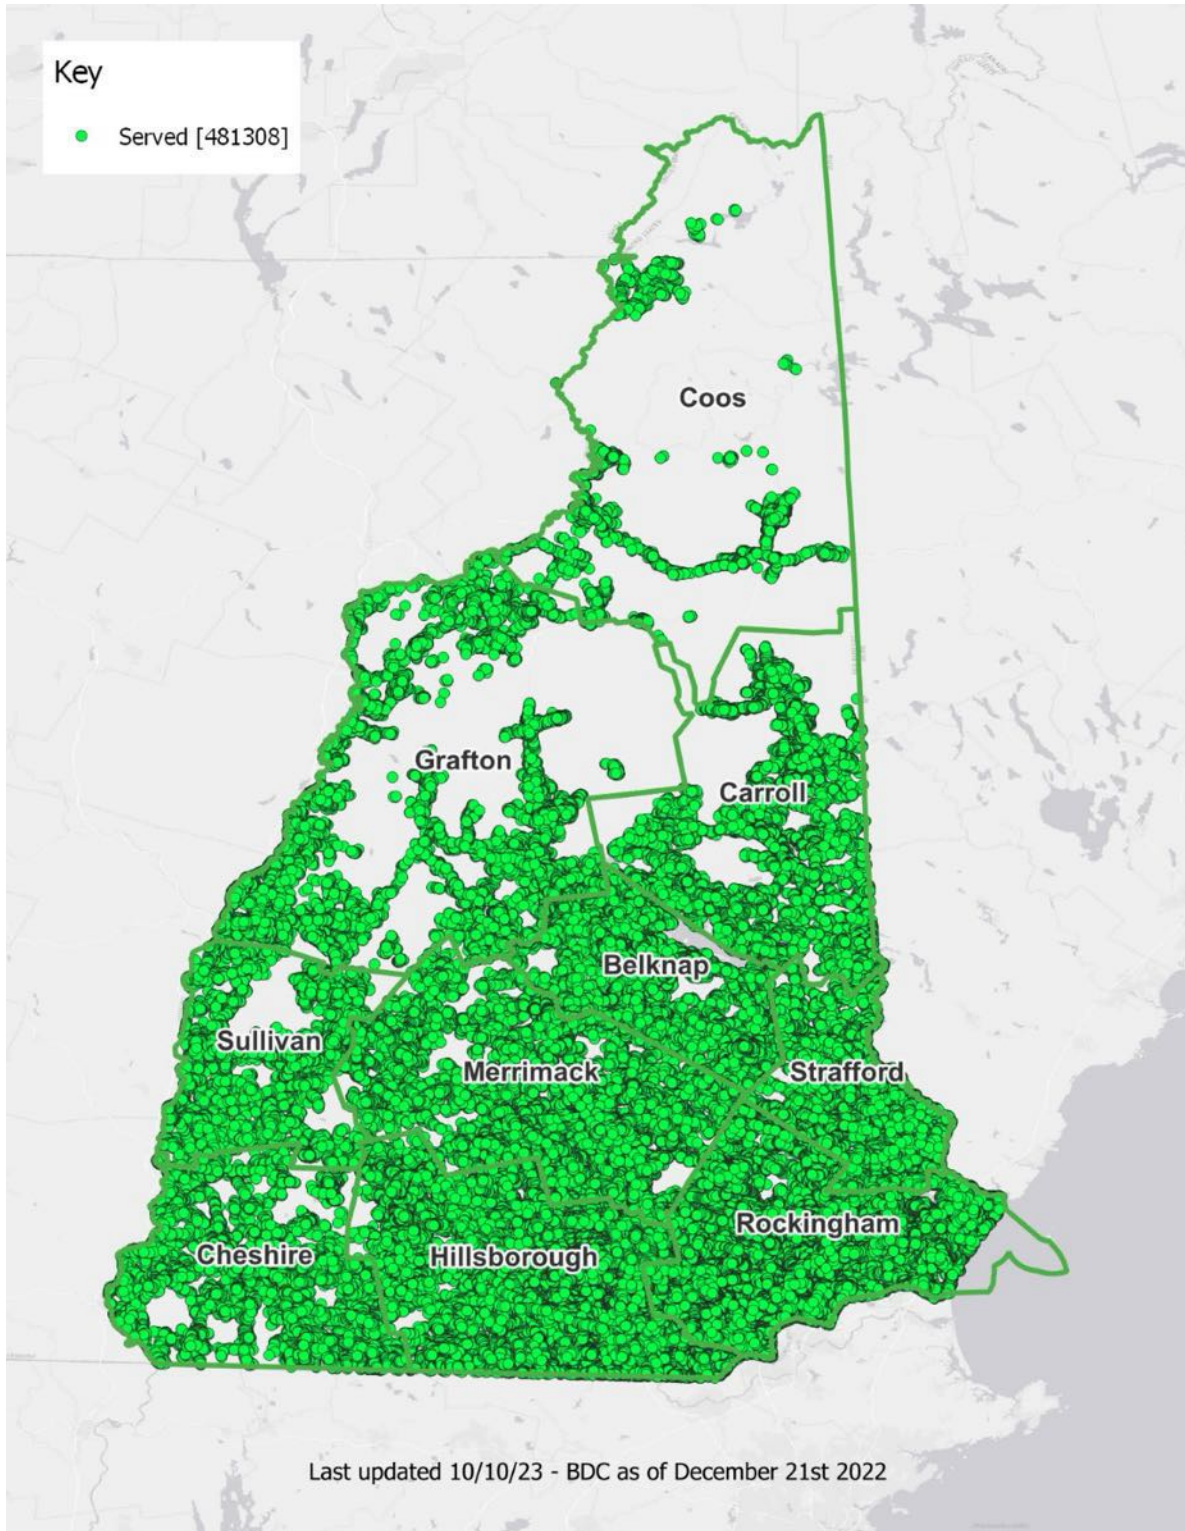 Key
Served [481308]
Coos
Grafton
Carroll
Belknap
Sullivan
Merrimack
Strafford
Rockingham
Cheshire
Hillsborough
Last updated 10/10/23 - BDC as of December 21st 2022